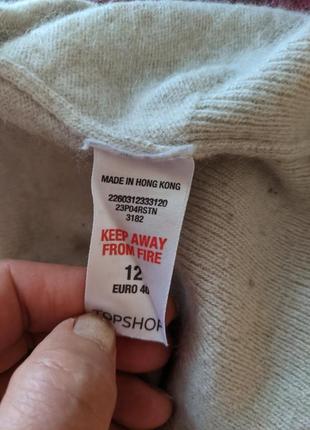 MADE IN HONG KONG
2260312333120
23P04RSTN
3182
KEEP AWAY
FROM FIRE
12
EURO 40
TOPSHOP